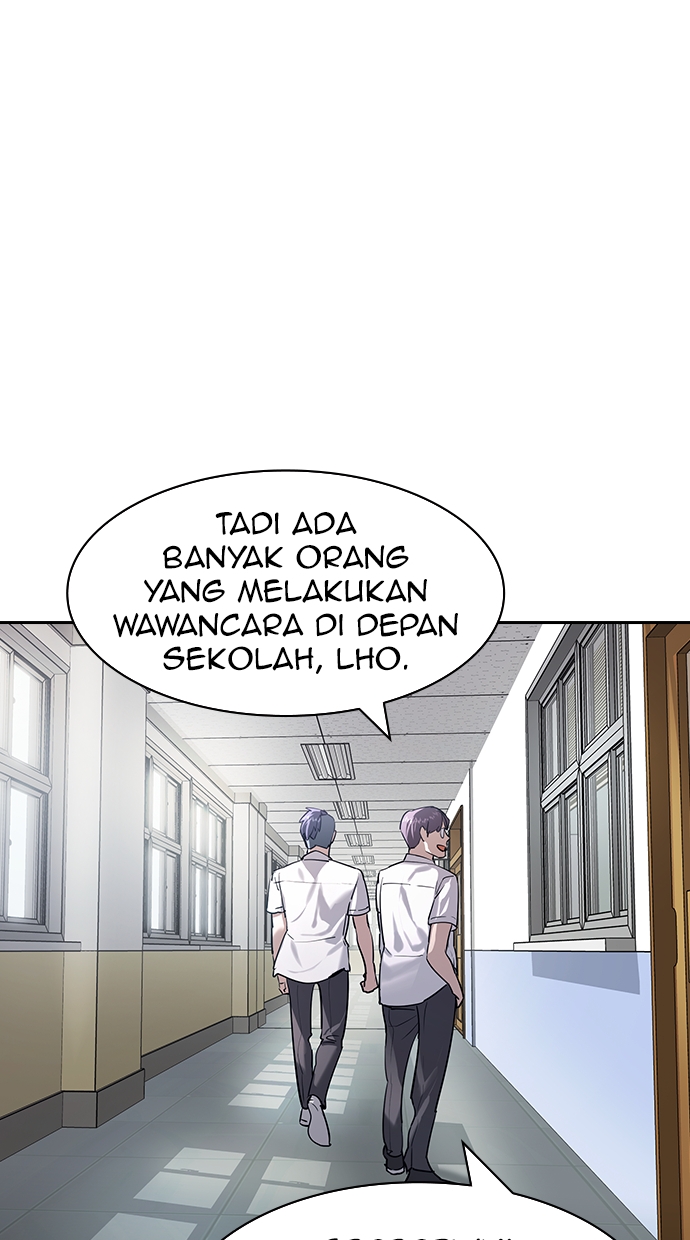 TADI ADA
BANYAK ORANG
YANG MELAKUKAN
WAWANCARA DI DEPAN
SEKOLAH, LHO.